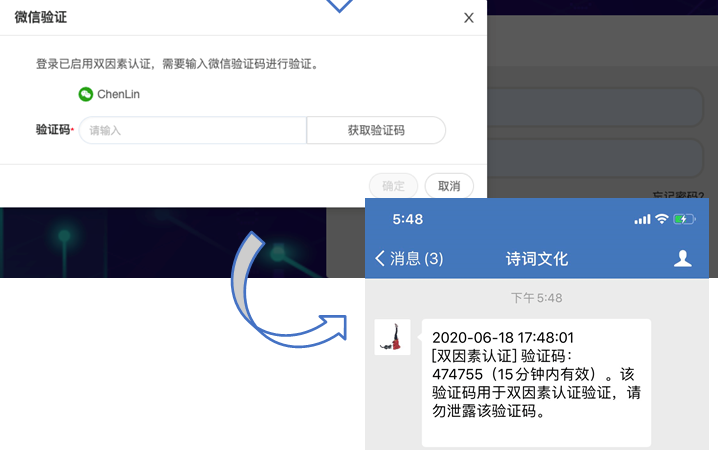 微信验证
登录已启用双因素认证，需要输入微信验证码进行验证。
ChenLin
验证码*
请输入
获取验证码
确定
取消
忘记密码?
5:48
消息 (3)
诗词文化
下午 5:48
2020-06-18 17:48:01
[双因素认证] 验证码：
474755（15分钟内有效）。该
验证码用于双因素认证验证，请
勿泄露该验证码。